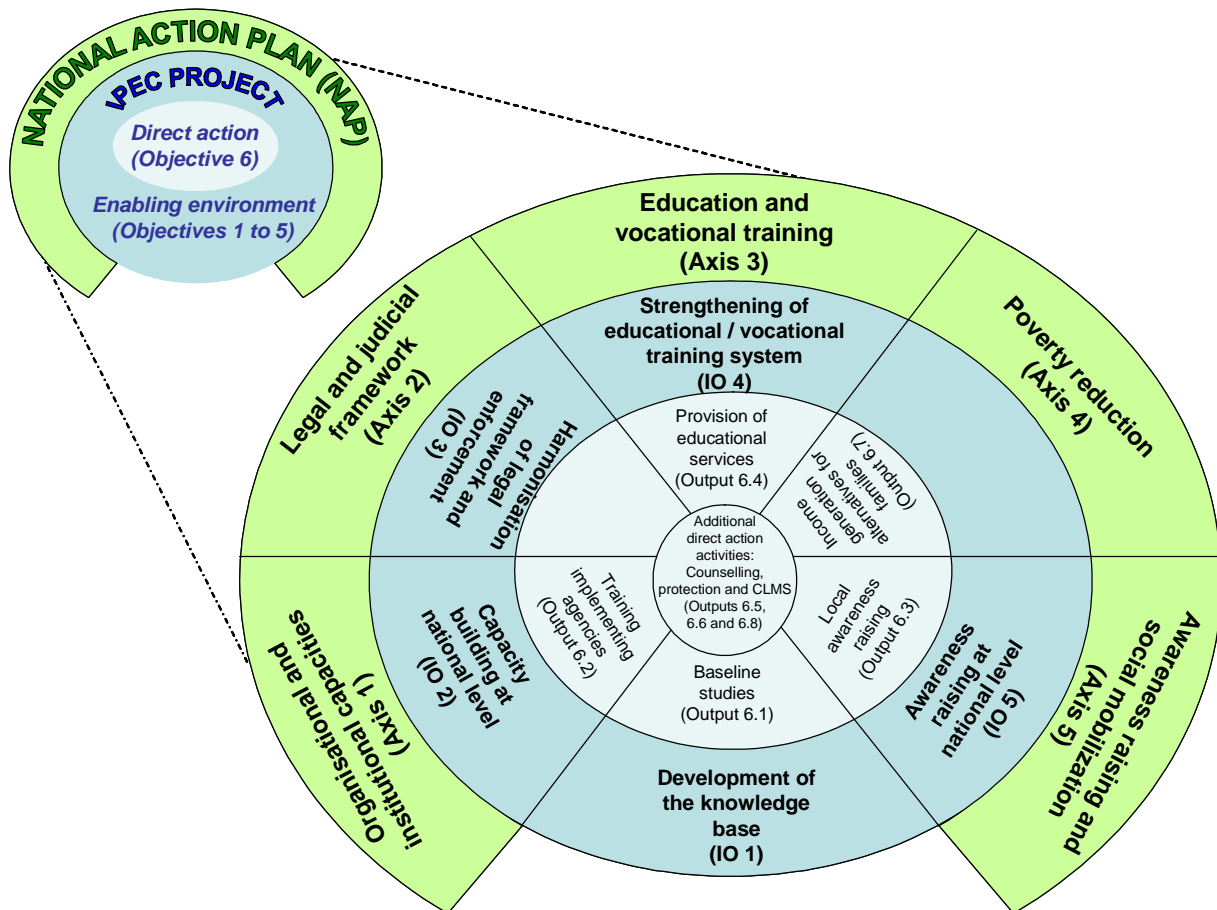 NATIONAL ACTION PLAN (NAP)
IPEC PROJECT
Direct action
(Objective 6)
Enabling environment
(Objectives 1 to 5)
Education and
vocational training
(Axis 3)
Legal and judicial
framework
(Axis 2)
Poverty reduction
(Axis 4)
Organisational and
institutional capacities
(Axis 1)
Awareness raising and
social mobilization
(Axis 5)
Strengthening of
educational / vocational
training system
(IO 4)
Harmonisation
of legal
framework and
enforcement
(IO 3)
Capacity
building at
national level
(IO 2)
Development of
the knowledge
base
(IO 1)
Awareness
raising at
national level
(IO 5)
Provision of
educational
services
(Output 6.4)
Income
generation
alternatives for
families
(Output 6.7)
Additional
direct action
activities:
Counselling,
protection and CLMS
(Outputs 6.5,
6.6 and 6.8)
Training
implementing
agencies
(Output 6.2)
Local
awareness
raising
(Output 6.3)
Baseline
studies
(Output 6.1)